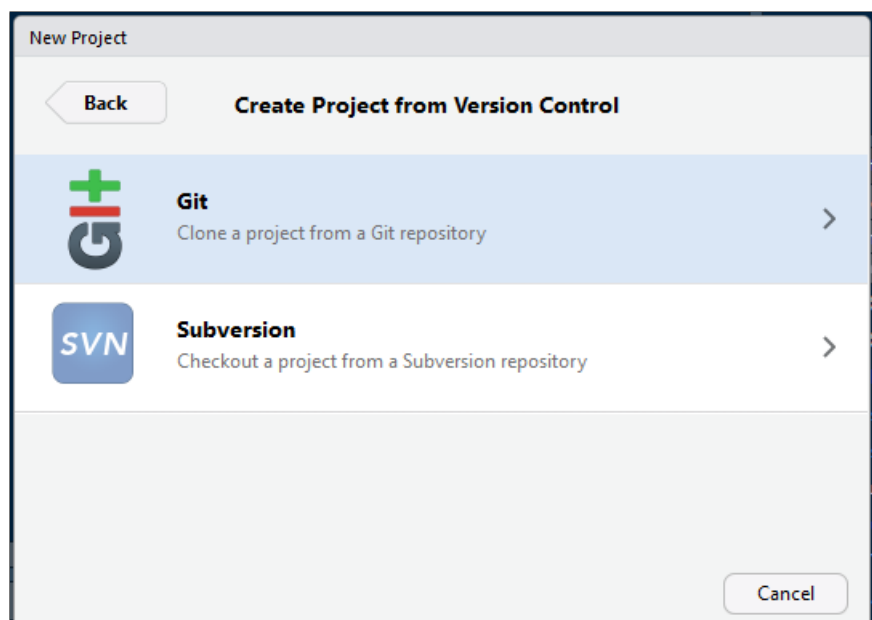 New Project
Back
Create Project from Version Control
git
Git
Clone a project from a Git repository
SVN
Subversion
Checkout a project from a Subversion repository
Cancel